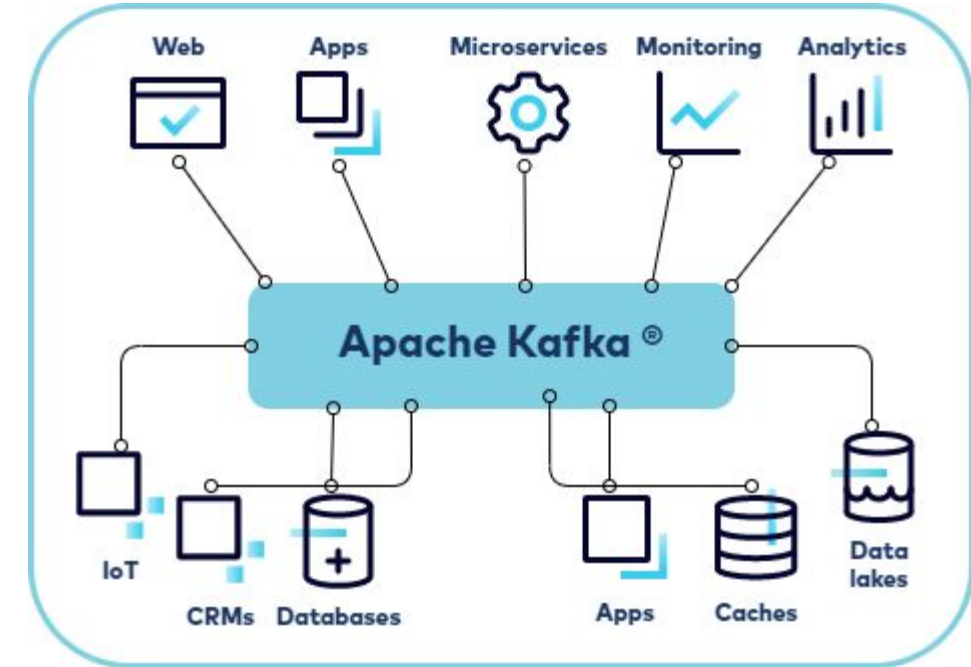 Web
Apps
Microservices
Monitoring
Analytics
Apache Kafka ®
IoT
CRMs
Databases
Apps
Caches
Data
lakes